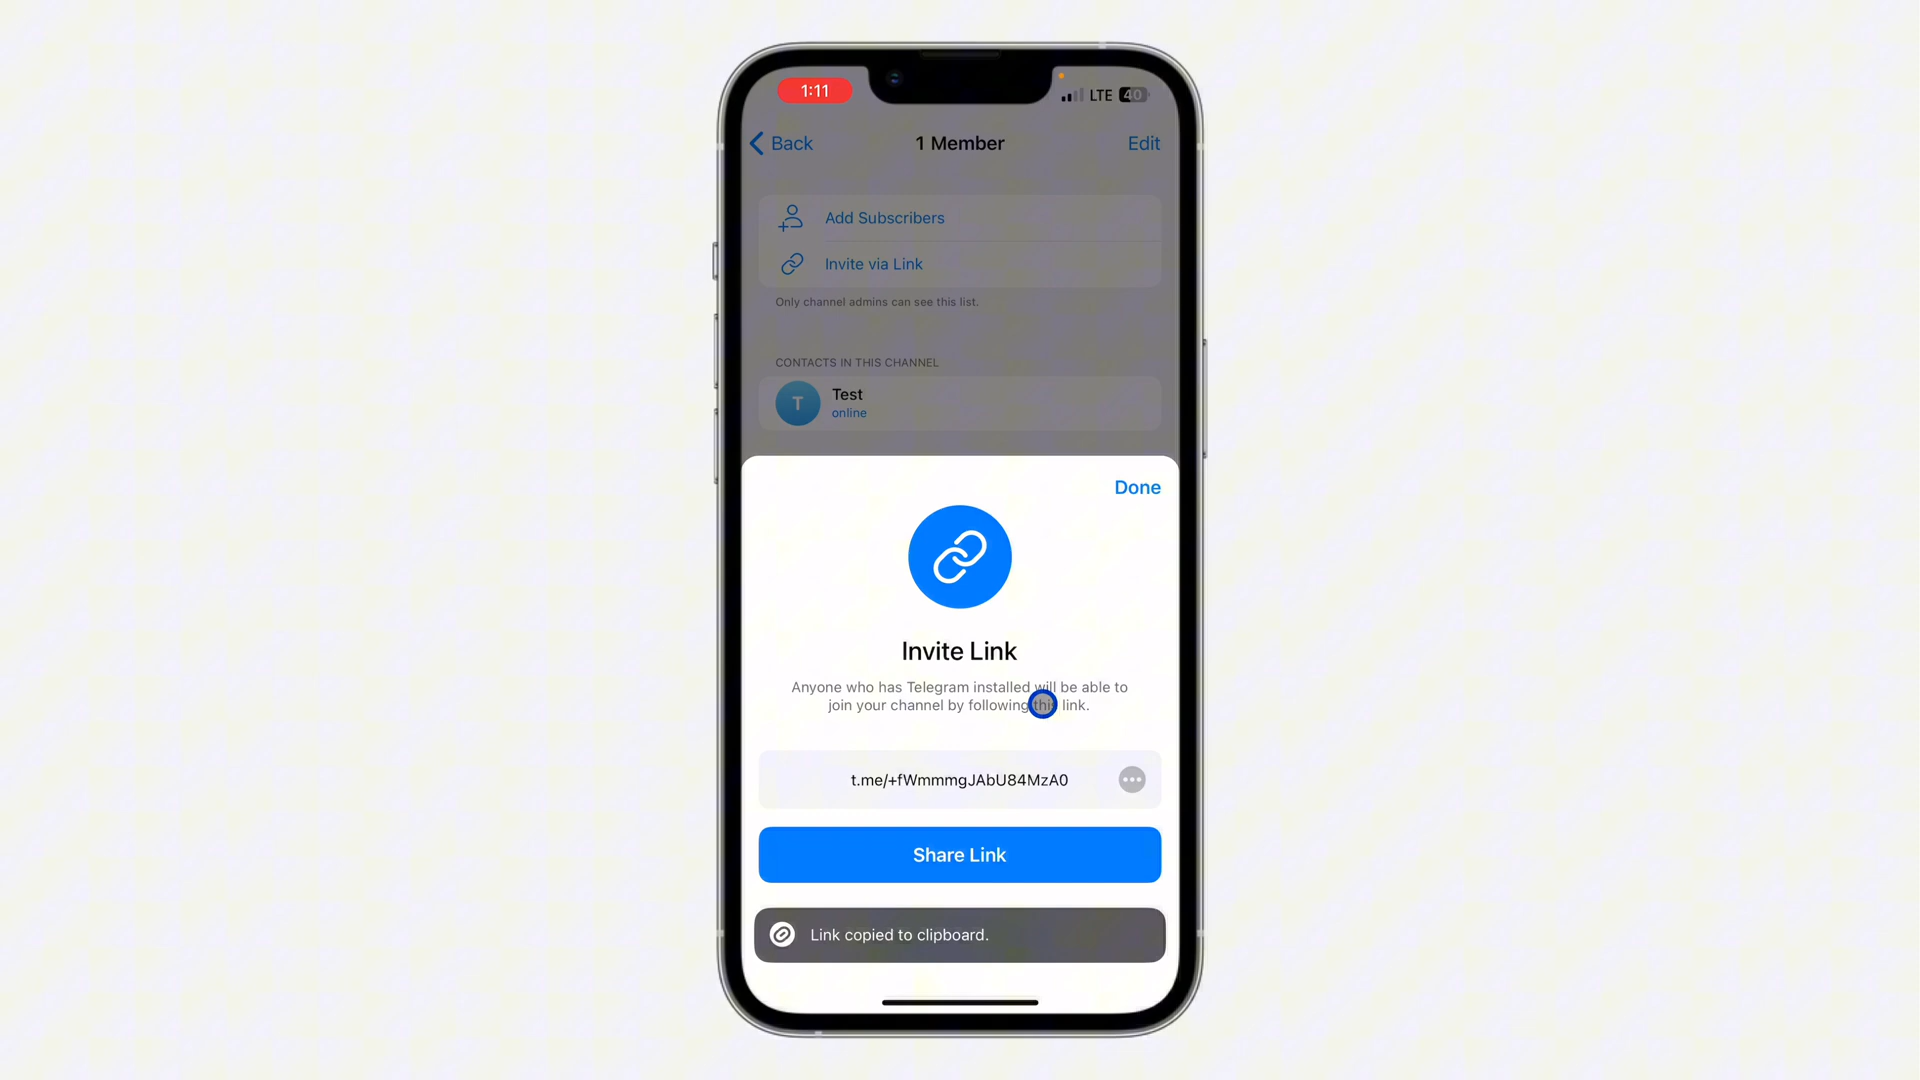 1:11
LTE 40
Back
1 Member
Edit
Add Subscribers
Invite via Link
Only channel admins can see this list.
CONTACTS IN THIS CHANNEL
T
Test
online
Done
Invite Link
Anyone who has Telegram installed will be able to
join your channel by following this link.
t.me/+fWmmmgJAbU84MzA0
Share Link
Link copied to clipboard.